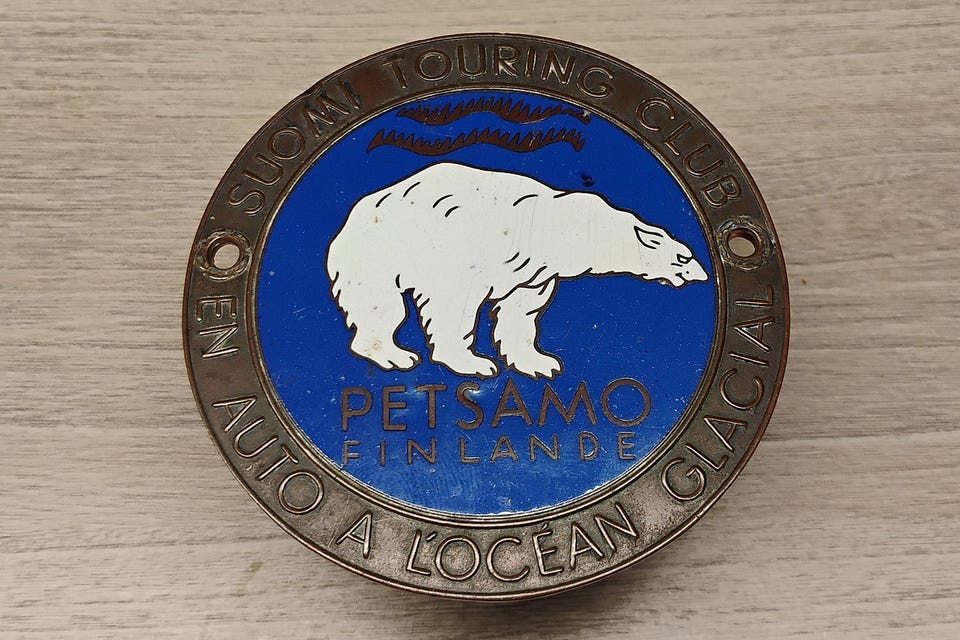 SUOMI TOURING CLUB
PETSAMO
FINLANDE
EN AUTO A L'OCÉAN GLACIAL